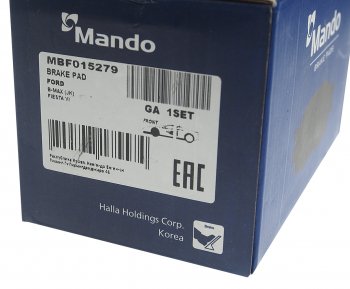 Mando
MBF015279
BRAKE PAD
FORD
B-MAX (JK)
FIESTA VI
GA 1SET
FRONT
EAC
Halla Holdings Corp.
Korea
Mando